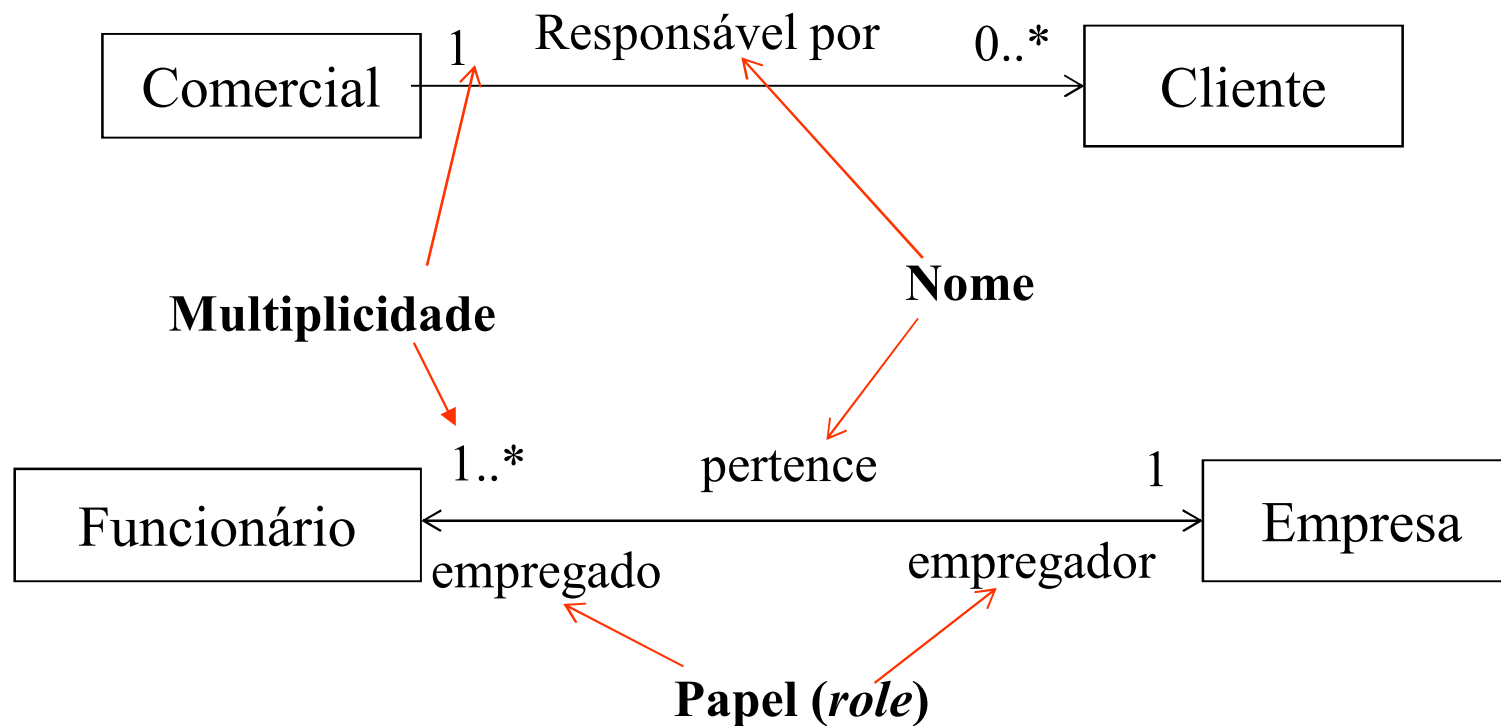 1 Responsável por 0..*
Comercial Cliente
Nome
Multiplicidade
1..* pertence 1
Funcionário Empresa
empregado empregador
Papel (role)